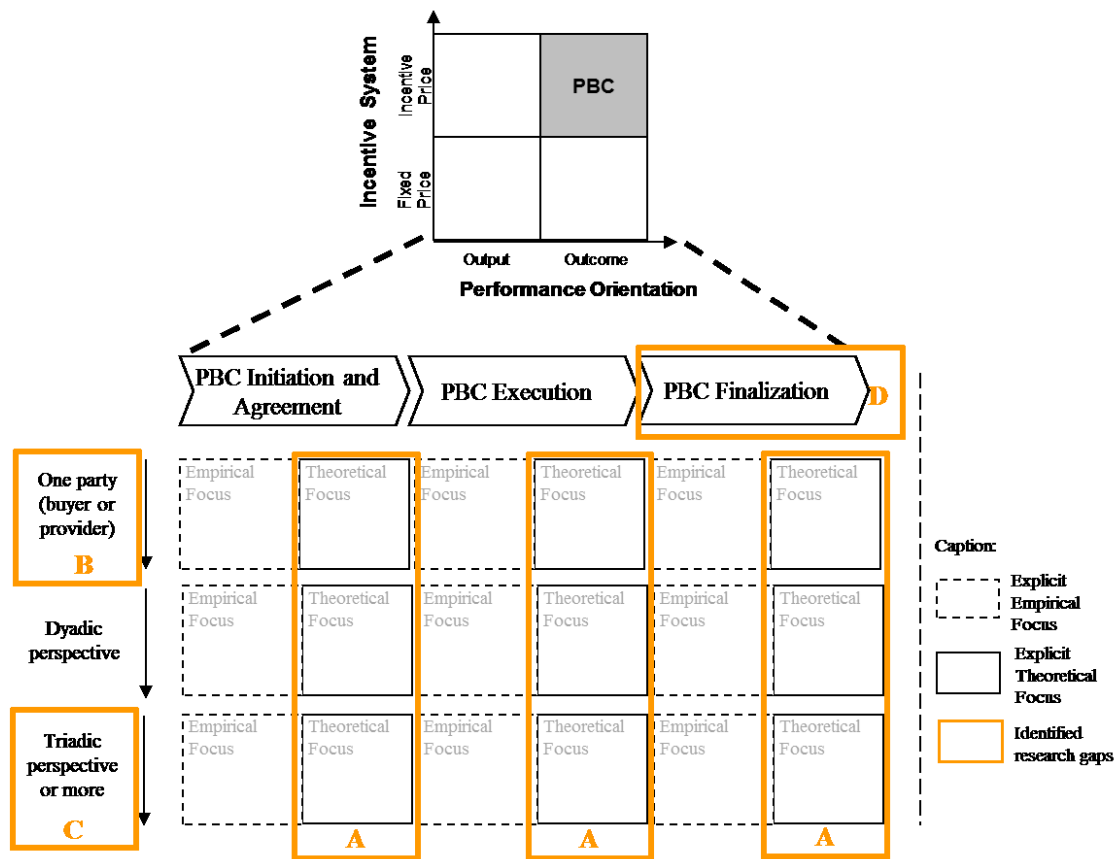 Incentive System
Incentive
Price
Fixed
Price
PBC
Output
Outcome
Performance Orientation
PBC Initiation and
Agreement
PBC Execution
PBC Finalization
D
One party
(buyer or
provider)
B
Empirical
Focus
Theoretical
Focus
Empirical
Focus
Theoretical
Focus
Empirical
Focus
Theoretical
Focus
Dyadic
perspective
Empirical
Focus
Theoretical
Focus
Empirical
Focus
Theoretical
Focus
Empirical
Focus
Theoretical
Focus
Triadic
perspective
or more
C
Empirical
Focus
Theoretical
Focus
Empirical
Focus
Theoretical
Focus
Empirical
Focus
Theoretical
Focus
A
A
A
Caption:
Explicit
Empirical
Focus
Explicit
Theoretical
Focus
Identified
research gaps